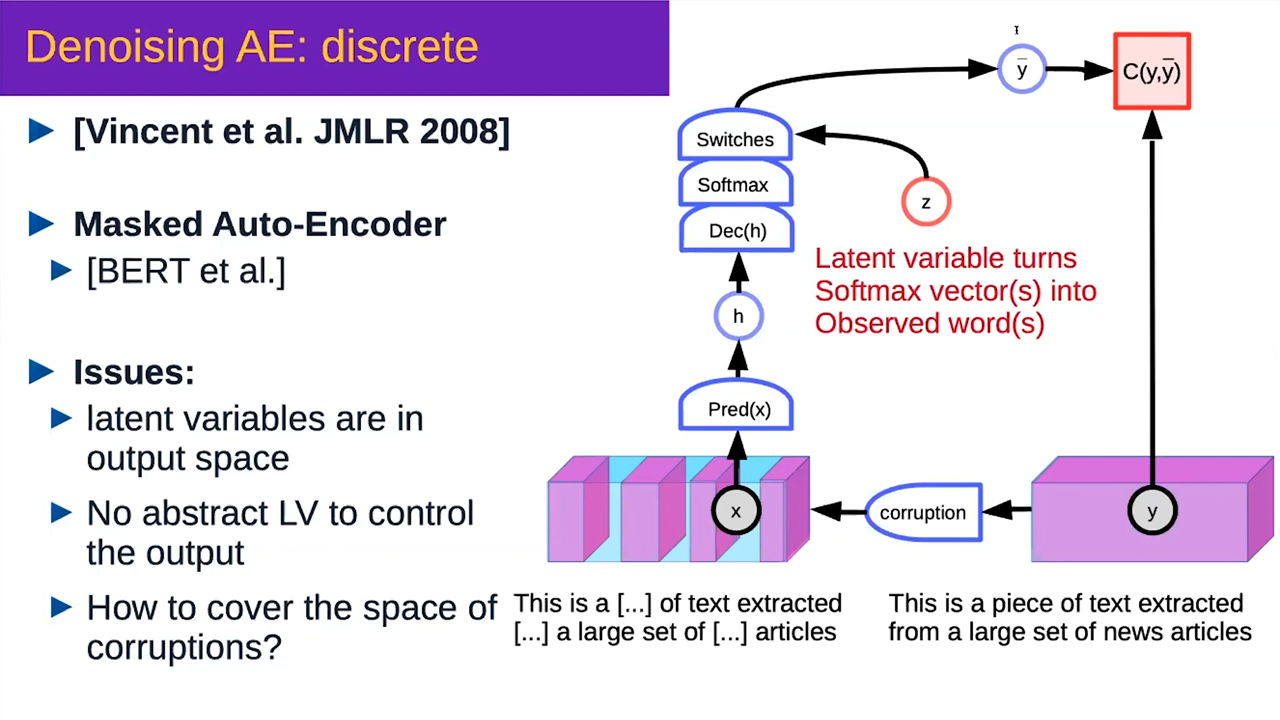 Denoising AE: discrete
[Vincent et al. JMLR 2008]
Masked Auto-Encoder
[BERT et al.]
Issues:
latent variables are in
output space
No abstract LV to control
the output
How to cover the space of
corruptions?
ȳ
C(y,ȳ)
Switches
Softmax
Dec(h)
z
Latent variable turns
Softmax vector(s) into
Observed word(s)
h
Pred(x)
x
corruption
y
This is a [...] of text extracted
[...] a large set of [...] articles
This is a piece of text extracted
from a large set of news articles